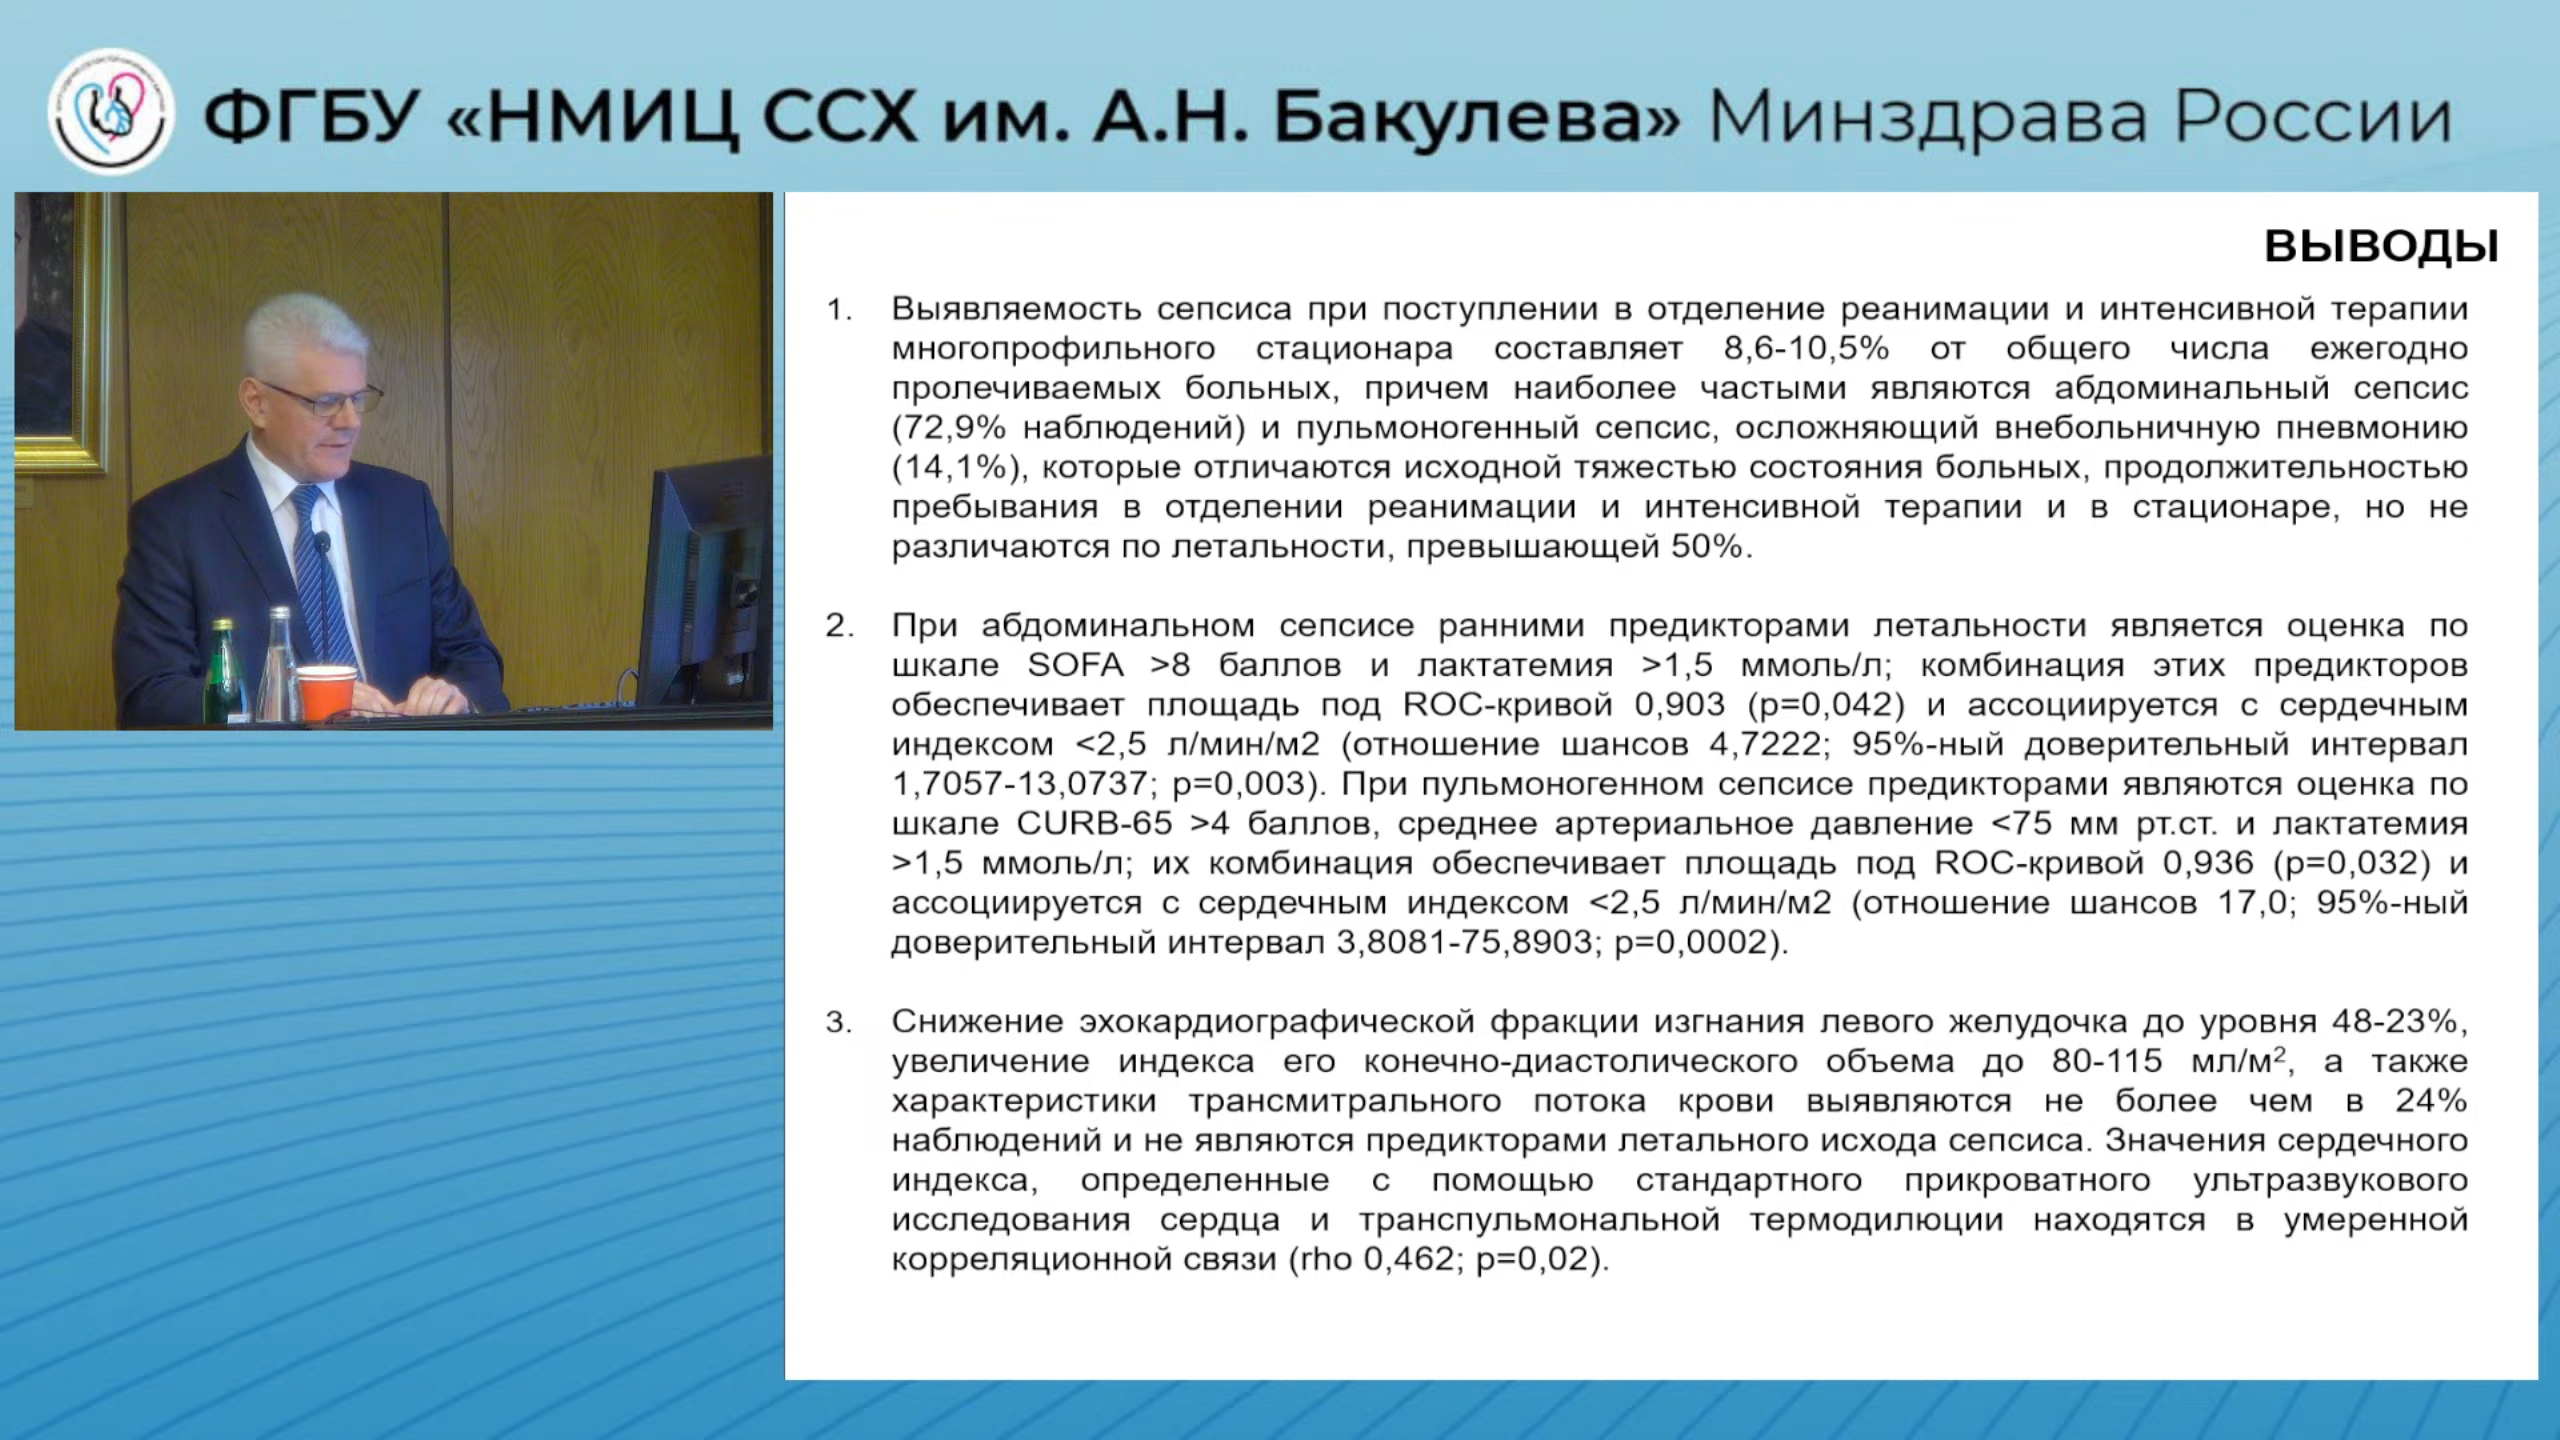 ФГБУ «НМИЦ ССХ им. А.Н. Бакулева» Минздрава России
ВЫВОДЫ
1. Выявляемость сепсиса при поступлении в отделение реанимации и интенсивной терапии
многопрофильного стационара составляет 8,6-10,5% от общего числа ежегодно
пролечиваемых больных, причем наиболее частыми являются абдоминальный сепсис
(72,9% наблюдений) и пульмоногенный сепсис, осложняющий внебольничную пневмонию
(14,1%), которые отличаются исходной тяжестью состояния больных, продолжительностью
пребывания в отделении реанимации и интенсивной терапии и в стационаре, но не
различаются по летальности, превышающей 50%.
2. При абдоминальном сепсисе ранними предикторами летальности является оценка по
шкале SOFA >8 баллов и лактатемия >1,5 ммоль/л; комбинация этих предикторов
обеспечивает площадь под ROC-кривой 0,903 (p=0,042) и ассоциируется с сердечным
индексом <2,5 л/мин/м2 (отношение шансов 4,7222; 95%-ный доверительный интервал
1,7057-13,0737; p=0,003). При пульмоногенном сепсисе предикторами являются оценка по
шкале CURB-65 >4 баллов, среднее артериальное давление <75 мм рт.ст. и лактатемия
>1,5 ммоль/л; их комбинация обеспечивает площадь под ROC-кривой 0,936 (p=0,032) и
ассоциируется с сердечным индексом <2,5 л/мин/м2 (отношение шансов 17,0; 95%-ный
доверительный интервал 3,8081-75,8903; p=0,0002).
3. Снижение эхокардиографической фракции изгнания левого желудочка до уровня 48-23%,
увеличение индекса его конечно-диастолического объема до 80-115 мл/м², а также
характеристики трансмитрального потока крови выявляются не более чем в 24%
наблюдений и не являются предикторами летального исхода сепсиса. Значения сердечного
индекса, определенные с помощью стандартного прикроватного ультразвукового
исследования сердца и транспульмональной термодилюции находятся в умеренной
корреляционной связи (rho 0,462; p=0,02).